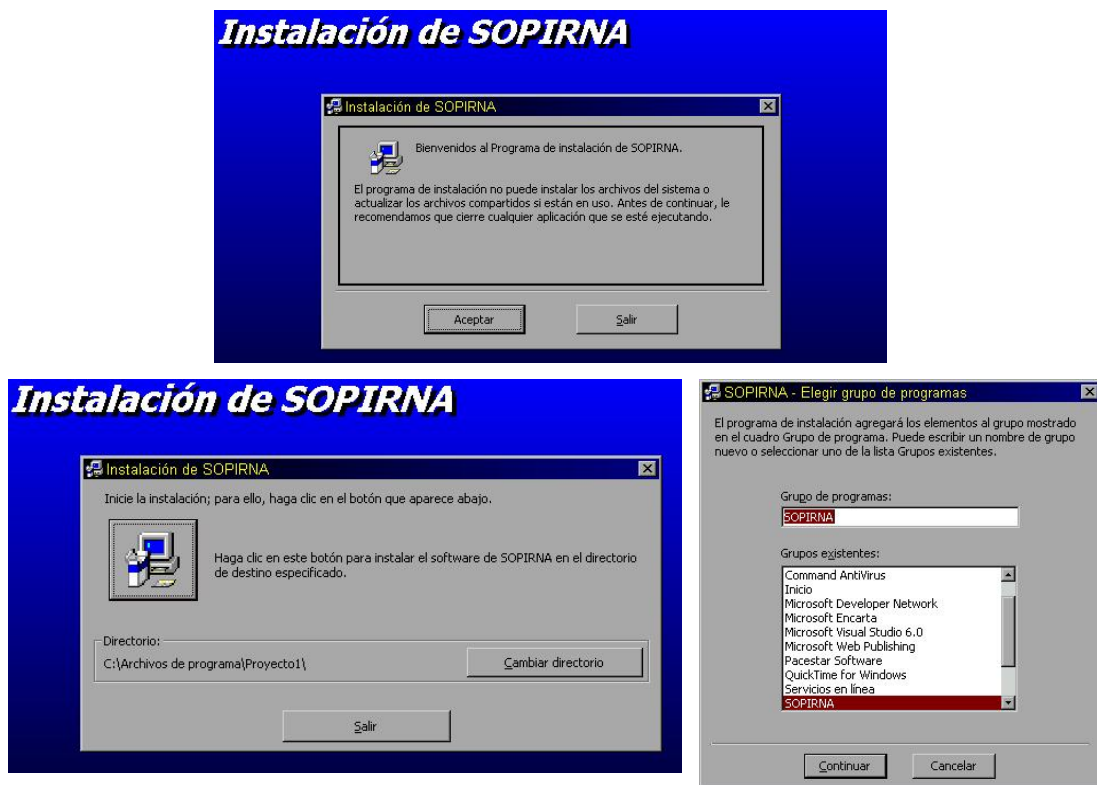 Instalación de SOPIRNA
Instalación de SOPIRNA
Bienvenidos al Programa de instalación de SOPIRNA.
El programa de instalación no puede instalar los archivos del sistema o
actualizar los archivos compartidos si están en uso. Antes de continuar, le
recomendamos que cierre cualquier aplicación que se esté ejecutando.
Aceptar
Salir
Instalación de SOPIRNA
Instalación de SOPIRNA
Inicie la instalación; para ello, haga clic en el botón que aparece abajo.
Haga clic en este botón para instalar el software de SOPIRNA en el directorio
de destino especificado.
Directorio:
C:\Archivos de programa\Proyecto1\
Cambiar directorio
Salir
SOPIRNA - Elegir grupo de programas
El programa de instalación agregará los elementos al grupo mostrado
en el cuadro Grupo de programa. Puede escribir un nombre de grupo
nuevo o seleccionar uno de la lista Grupos existentes.
Grupo de programas:
SOPIRNA
Grupos existentes:
Command AntiVirus
Inicio
Microsoft Developer Network
Microsoft Encarta
Microsoft Visual Studio 6.0
Microsoft Web Publishing
Pacestar Software
QuickTime for Windows
Servicios en línea
SOPIRNA
Continuar
Cancelar